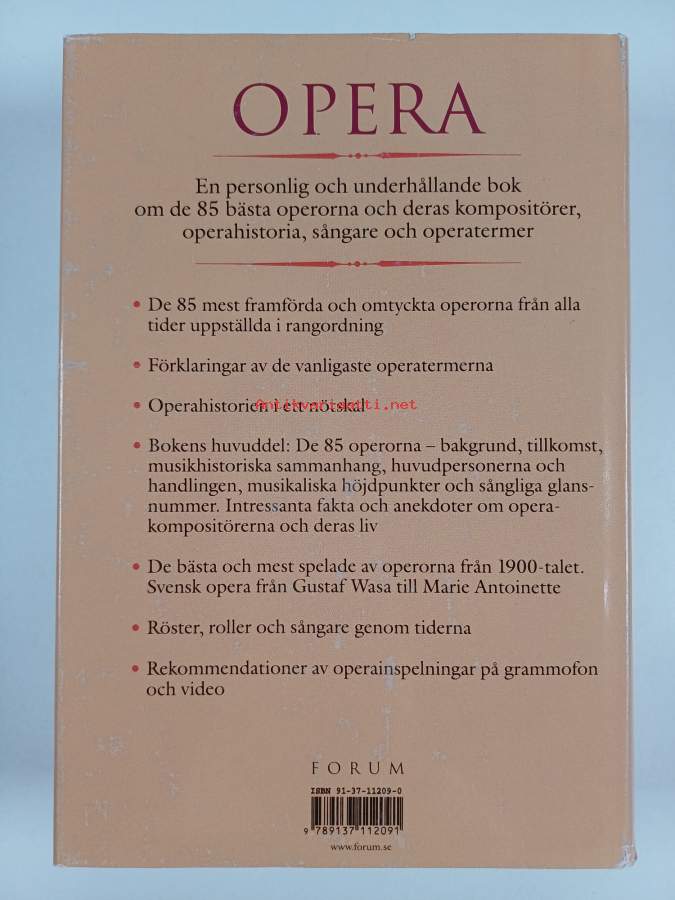 OPERA
En personlig och underhållande bok
om de 85 bästa operorna och deras kompositörer,
operahistoria, sångare och operatermer
• De 85 mest framförda och omtyckta operorna från alla
tider uppställda i rangordning
• Förklaringar av de vanligaste operatermerna
• Operahistorien i ett nötskal
Antikvariaatti.net
• Bokens huvuddel: De 85 operorna – bakgrund, tillkomst,
musikhistoriska sammanhang, huvudpersonerna och
handlingen, musikaliska höjdpunkter och sångliga glans-
nummer. Intressanta fakta och anekdoter om opera-
kompositörerna och deras liv
• De bästa och mest spelade av operorna från 1900-talet.
Svensk opera från Gustaf Wasa till Marie Antoinette
• Röster, roller och sångare genom tiderna
• Rekommendationer av operainspelningar på grammofon
och video
FORUM
ISBN 91-37-11209-0
9 789137 112091
www.forum.se